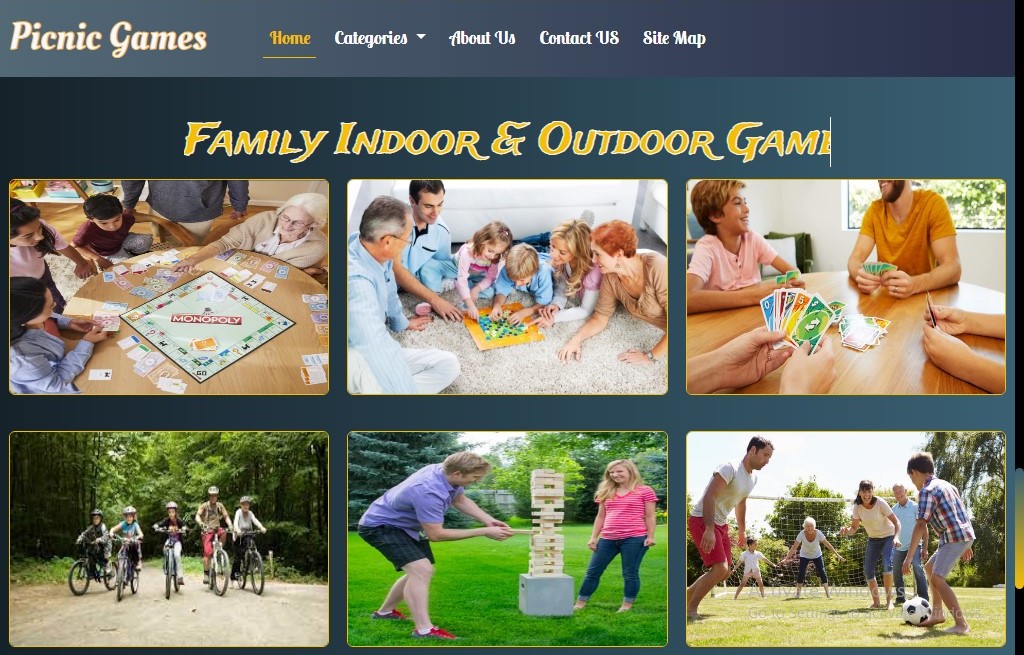 Picnic Games
Home Categories About Us Contact US Site Map
Family Indoor & Outdoor Game
MONOPOLY
GO
Activate Windows
Go to Settings to activate Windows.